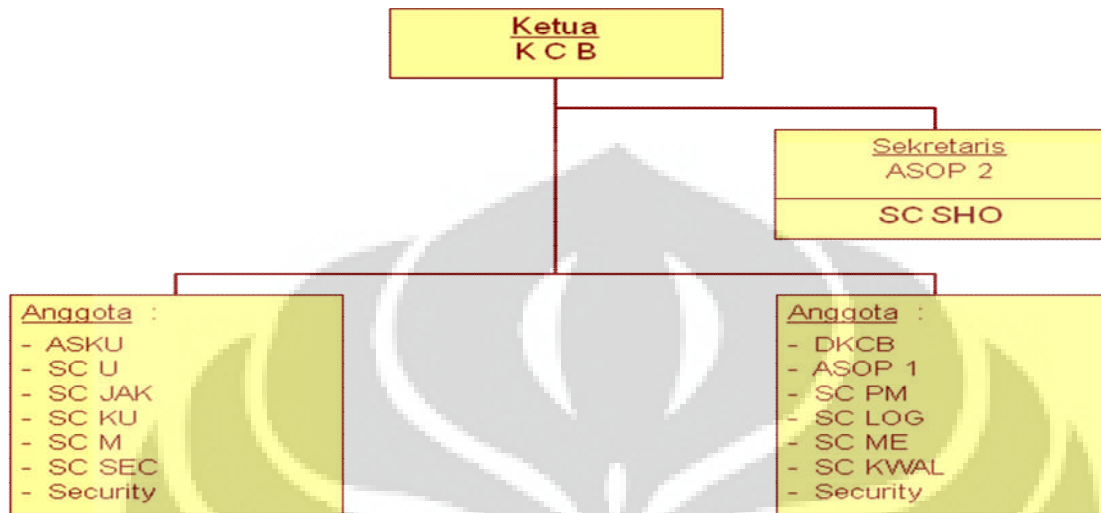 Ketua
K C B
Sekretaris
ASOP 2
SC SHO
Anggota :
- ASKU
- SC U
- SC JAK
- SC KU
- SC M
- SC SEC
- Security
Anggota :
- DKCB
- ASOP 1
- SC PM
- SC LOG
- SC ME
- SC KWAL
- Security